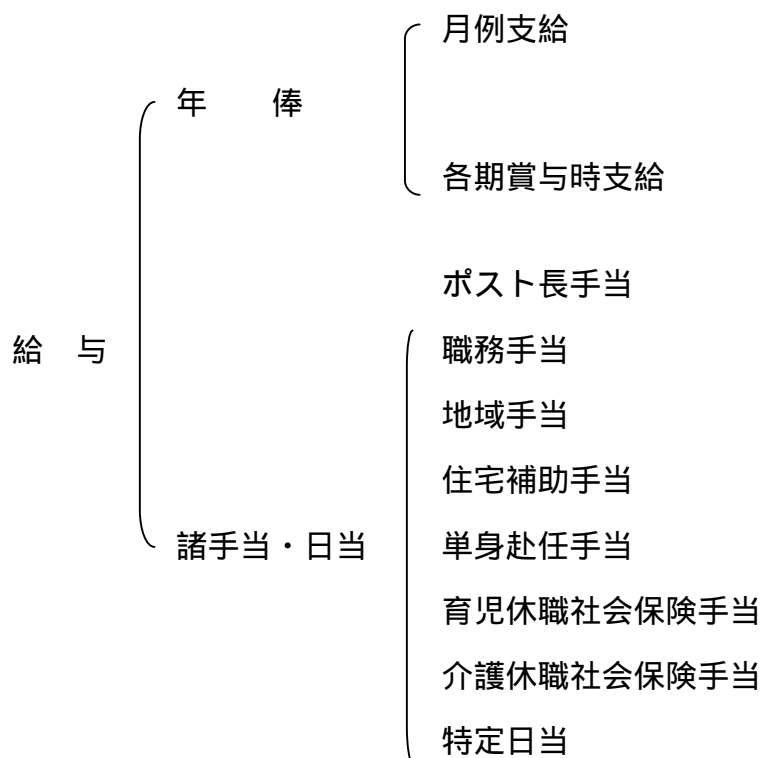 月例支給
年　　俸
各期賞与時支給
ポスト長手当
給　与
職務手当
地域手当
住宅補助手当
諸手当・日当
単身赴任手当
育児休職社会保険手当
介護休職社会保険手当
特定日当